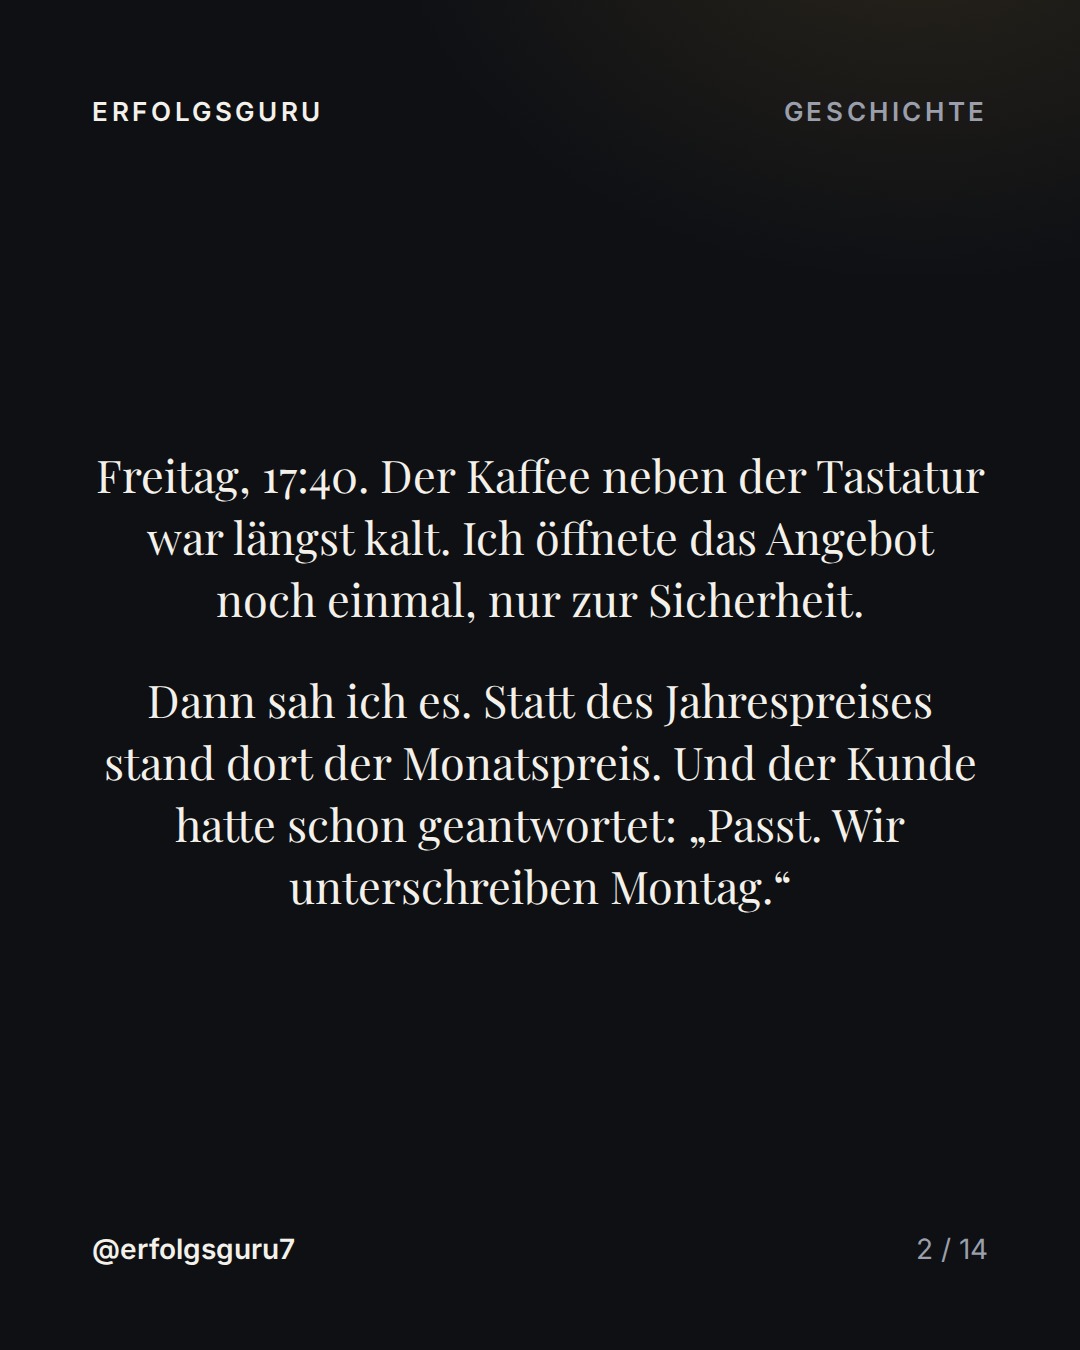 ERFOLGSGURU
GESCHICHTE
Freitag, 17:40. Der Kaffee neben der Tastatur
war längst kalt. Ich öffnete das Angebot
noch einmal, nur zur Sicherheit.
Dann sah ich es. Statt des Jahrespreises
stand dort der Monatspreis. Und der Kunde
hatte schon geantwortet: „Passt. Wir
unterschreiben Montag.“
@erfolgsguru7
2 / 14